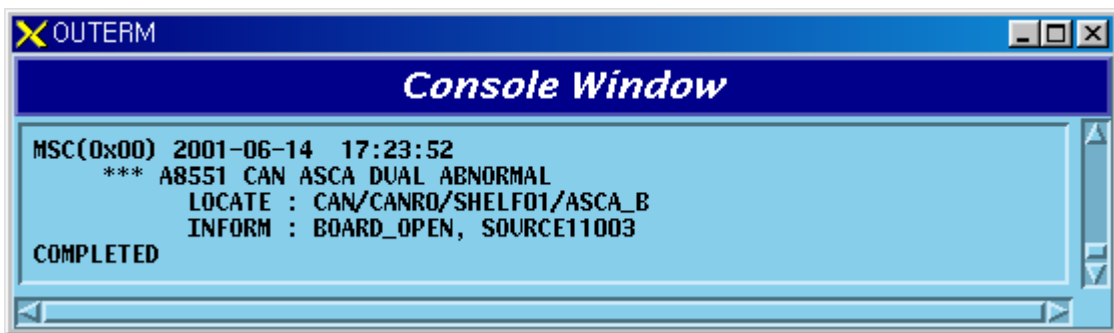 OUTERM
Console Window
MSC(0x00) 2001-06-14 17:23:52
*** A8551 CAN ASCA DUAL ABNORMAL
LOCATE : CAN/CANRO/SHELF01/ASCA_B
INFORM : BOARD_OPEN, SOURCE11003
COMPLETED